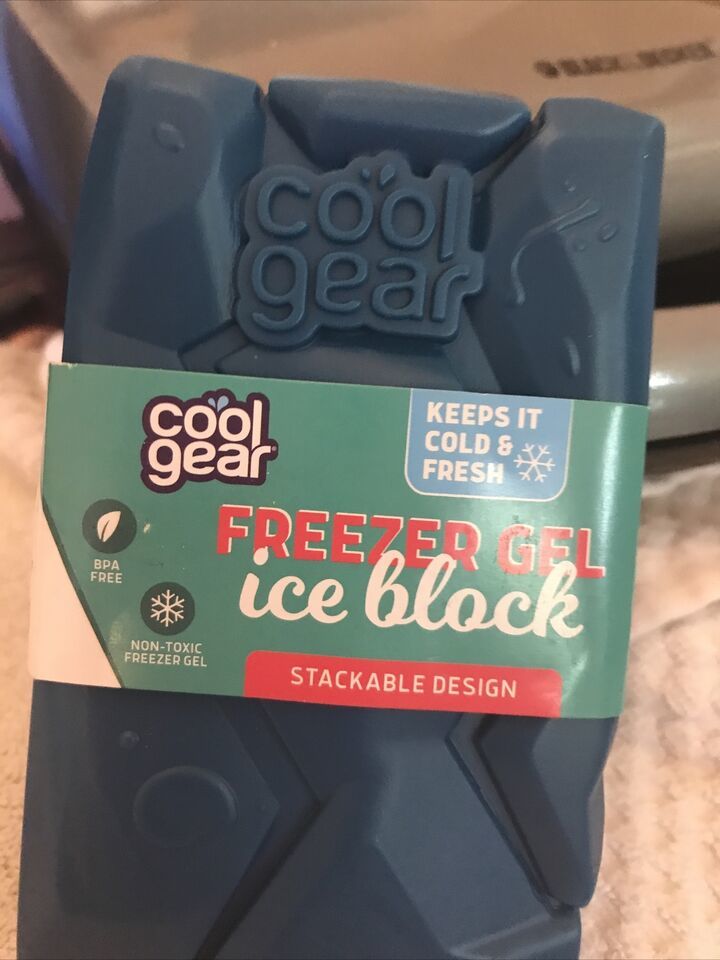 cool
gear
cool
gear
KEEPS IT
COLD &
FRESH
FREEZER GEL
ice block
BPA
FREE
NON-TOXIC
FREEZER GEL
STACKABLE DESIGN